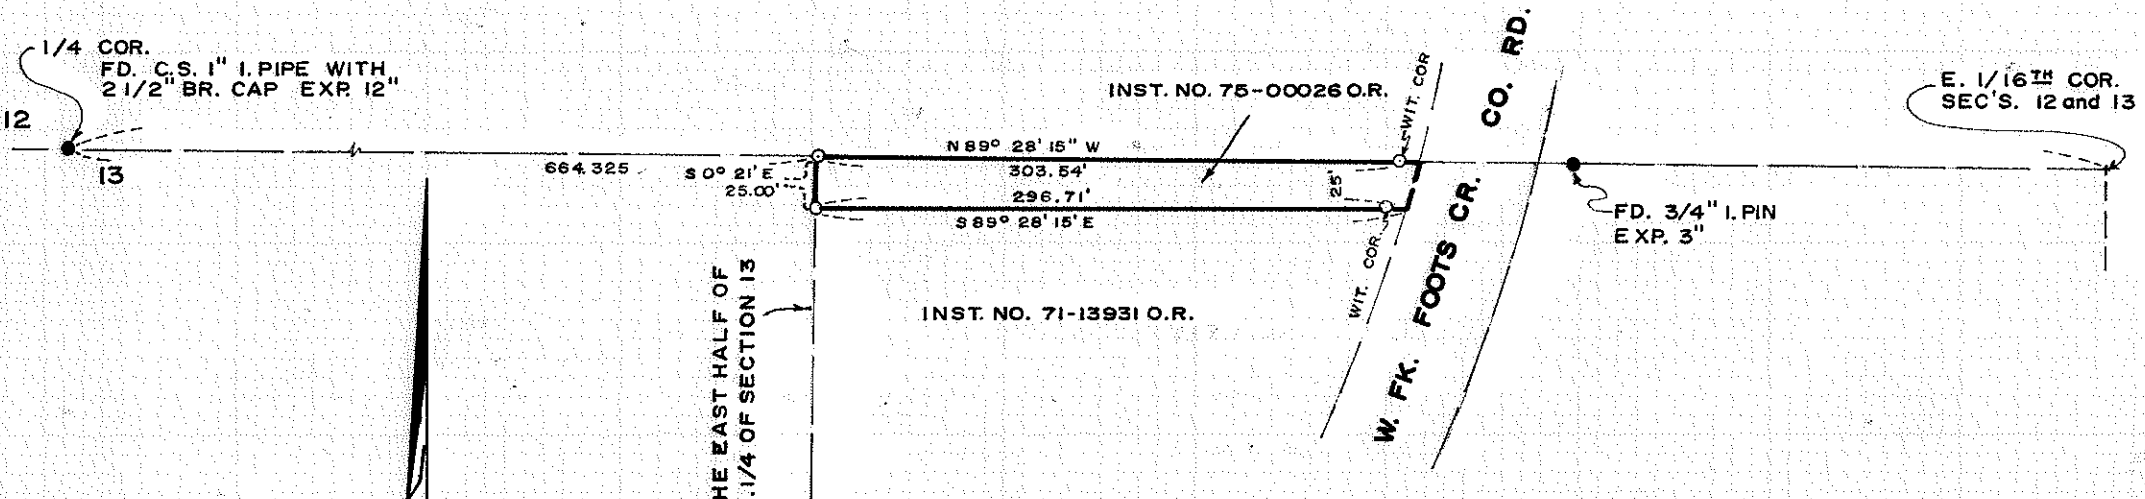 1/4 COR.
FD. C.S. 1" I. PIPE WITH
2 1/2" BR. CAP EXP. 12"
12
13
664.325
S 0° 21' E
25.00'
N 89° 28' 15" W
303.54'
296.71'
S 89° 28' 15' E
INST. NO. 75-00026 O.R.
25'
WIT. COR
WIT. COR.
W. FK. FOOTS CR. CO. RD.
E. 1/16TH COR.
SEC'S. 12 and 13
FD. 3/4" I. PIN
EXP. 3"
INST. NO. 71-13931 O.R.
HE EAST HALF OF
. 1/4 OF SECTION 13